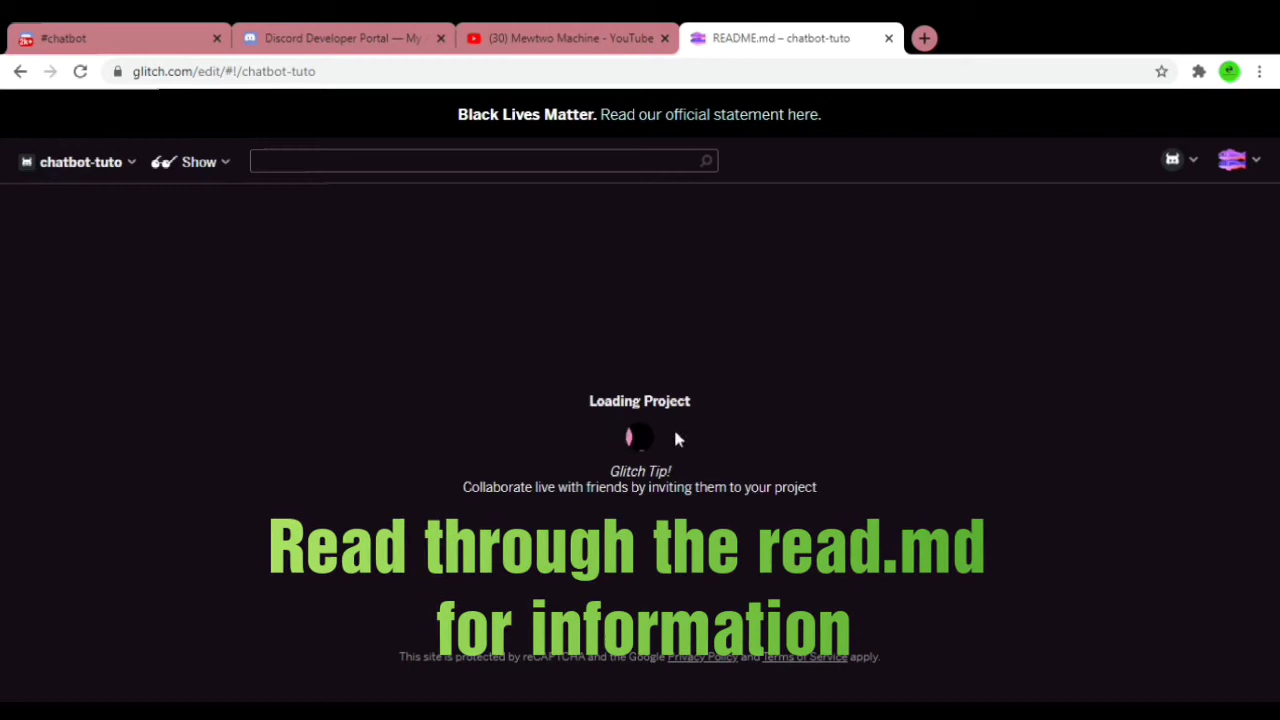 #chatbot
Discord Developer Portal — My
(30) Mewtwo Machine - YouTube
README.md – chatbot-tuto
glitch.com/edit/#!/chatbot-tuto
Black Lives Matter. Read our official statement here.
chatbot-tuto
Show
Loading Project
Glitch Tip!
Collaborate live with friends by inviting them to your project
Read through the read.md
for information
This site is protected by reCAPTCHA and the Google Privacy Policy and Terms of Service apply.